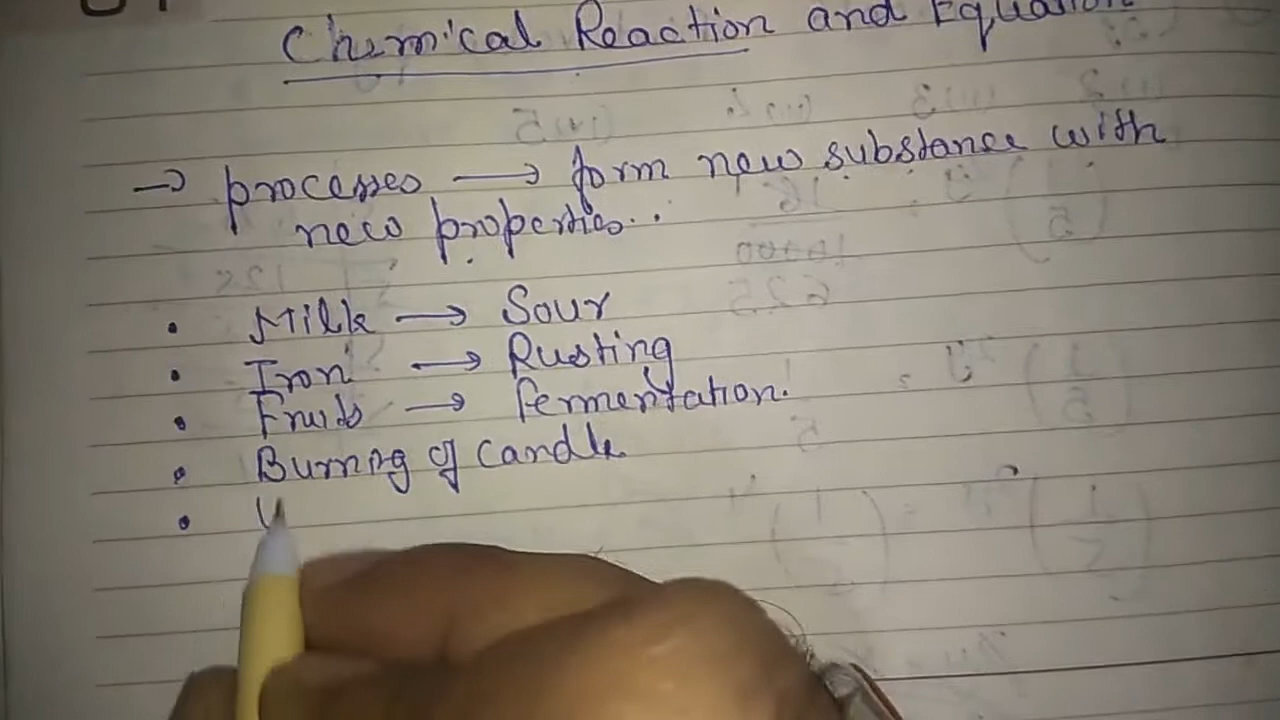 Chemical Reaction and Equation
→ processes → form new substance with
new properties..
• Milk → Sour
• Iron → Rusting
• Fruits → fermentation.
• Burning of candle
•